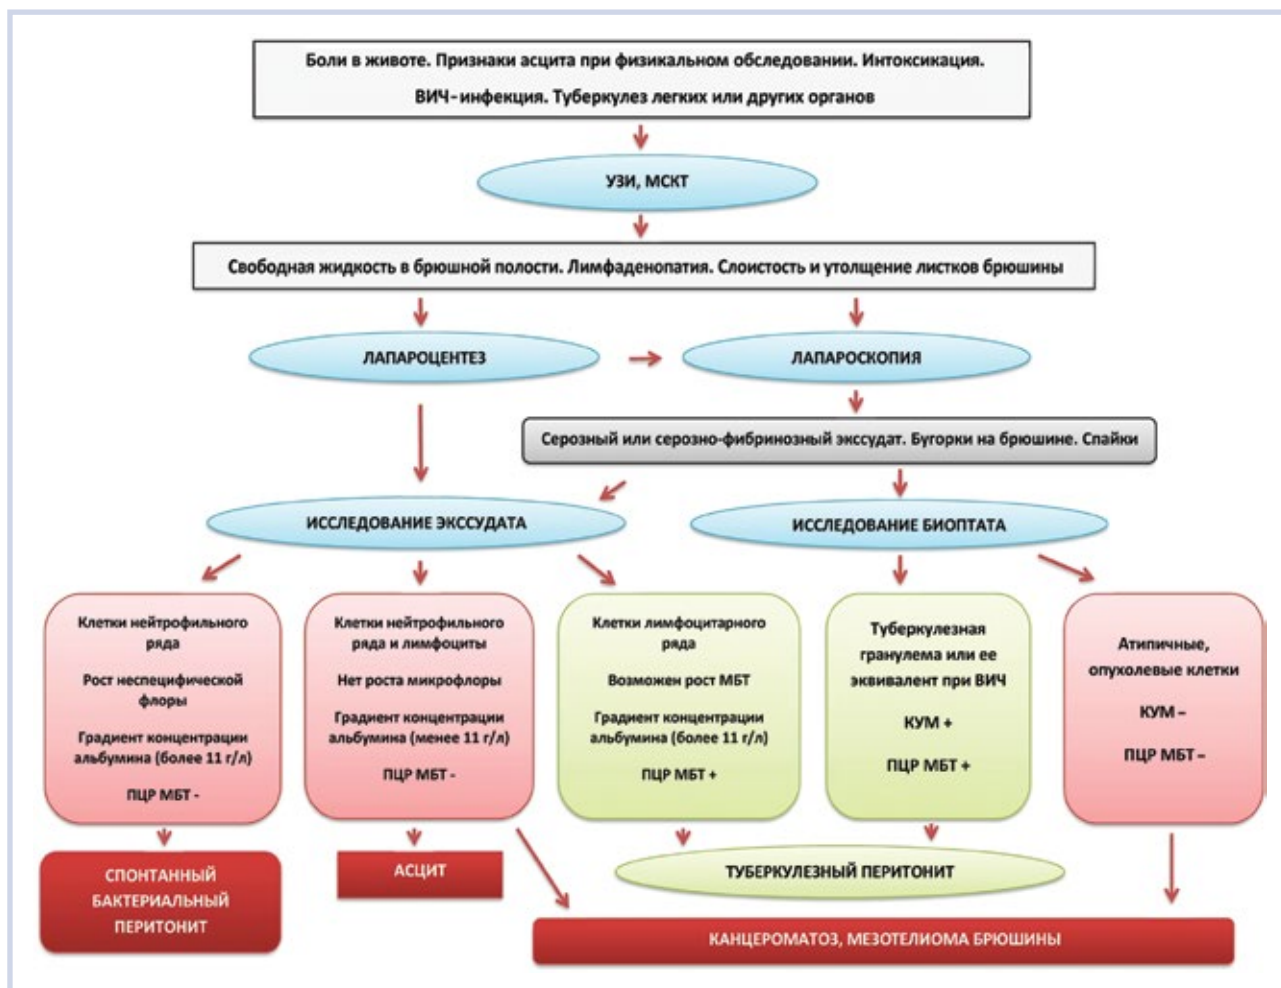 Боли в животе. Признаки асцита при физикальном обследовании. Интоксикация.
ВИЧ-инфекция. Туберкулез легких или других органов
УЗИ, МСКТ
Свободная жидкость в брюшной полости. Лимфаденопатия. Слоистость и утолщение листков брюшины
ЛАПАРОЦЕНТЕЗ
ЛАПАРОСКОПИЯ
Серозный или серозно-фибринозный экссудат. Бугорки на брюшине. Спайки
ИССЛЕДОВАНИЕ ЭКССУДАТА
ИССЛЕДОВАНИЕ БИОПТАТА
Клетки нейтрофильного
ряда
Рост неспецифической
флоры
Градиент концентрации
альбумина (более 11 г/л)
ПЦР МБТ -
Клетки нейтрофильного
ряда и лимфоциты
Нет роста микрофлоры
Градиент концентрации
альбумина (менее 11 г/л)
ПЦР МБТ -
Клетки лимфоцитарного
ряда
Возможен рост МБТ
Градиент концентрации
альбумина (более 11 г/л)
ПЦР МБТ +
Туберкулезная
гранулема или ее
эквивалент при ВИЧ
КУМ +
ПЦР МБТ +
Атипичные,
опухолевые клетки
КУМ –
ПЦР МБТ –
СПОНТАННЫЙ
БАКТЕРИАЛЬНЫЙ
ПЕРИТОНИТ
АСЦИТ
ТУБЕРКУЛЕЗНЫЙ ПЕРИТОНИТ
КАНЦЕРОМАТОЗ, МЕЗОТЕЛИОМА БРЮШИНЫ